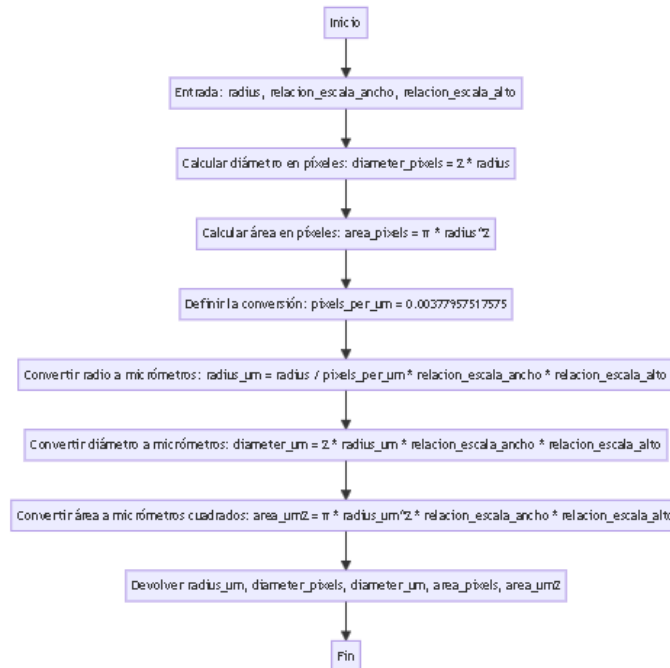 Inicio
Entrada: radius, relacion_escala_ancho, relacion_escala_alto
Calcular diámetro en píxeles: diameter_pixels = 2 * radius
Calcular área en píxeles: area_pixels = π * radius^2
Definir la conversión: pixels_per_um = 0.00377957517575
Convertir radio a micrómetros: radius_um = radius / pixels_per_um * relacion_escala_ancho * relacion_escala_alto
Convertir diámetro a micrómetros: diameter_um = 2 * radius_um * relacion_escala_ancho * relacion_escala_alto
Convertir área a micrómetros cuadrados: area_um2 = π * radius_um^2 * relacion_escala_ancho * relacion_escala_alto
Devolver radius_um, diameter_pixels, diameter_um, area_pixels, area_um2
Fin